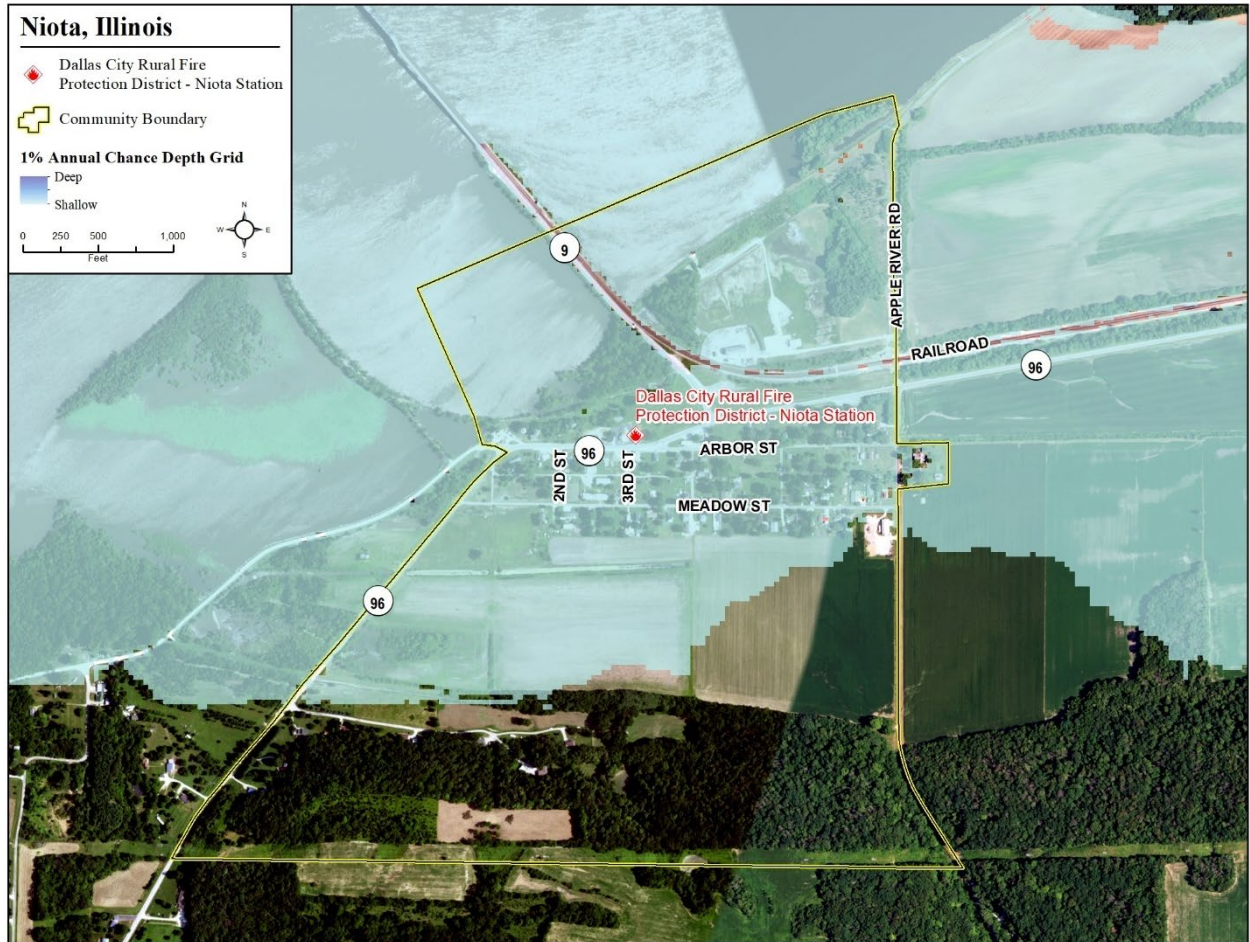 Niota, Illinois
Dallas City Rural Fire
Protection District - Niota Station
Community Boundary
1% Annual Chance Depth Grid
Deep
Shallow
N
W E
S
0 250 500 1,000
Feet
9
APPLE RIVER RD
RAILROAD
96
Dallas City Rural Fire
Protection District - Niota Station
96
ARBOR ST
2ND ST
3RD ST
MEADOW ST
96